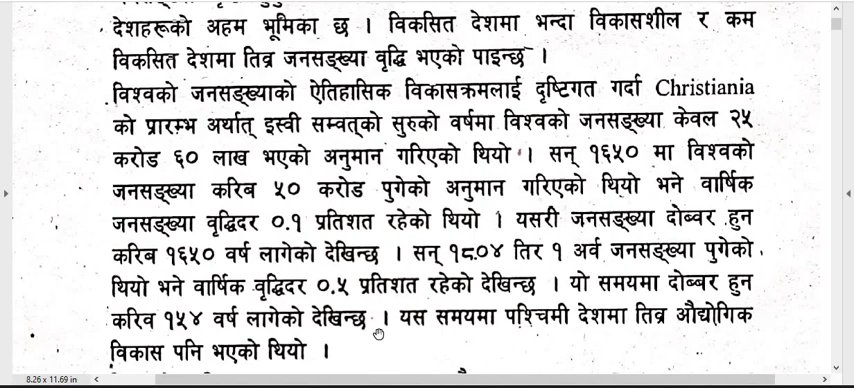 देशहरूको अहम भूमिका छ । विकसित देशमा भन्दा विकासशील र कम
विकसित देशमा तिव्र जनसङ्ख्या वृद्धि भएको पाइन्छ ।
विश्वको जनसङ्ख्याको ऐतिहासिक विकासक्रमलाई दृष्टिगत गर्दा Christiania
को प्रारम्भ अर्थात् इस्वी सम्वत्को सुरुको वर्षमा विश्वको जनसङ्ख्या केवल २५
करोड ६० लाख भएको अनुमान गरिएको थियो । सन् १६५० मा विश्वको
जनसङ्ख्या करिब ५० करोड पुगेको अनुमान गरिएको थियो भने वार्षिक
जनसङ्ख्या वृद्धिदर ०.१ प्रतिशत रहेको थियो । यसरी जनसङ्ख्या दोब्वर हुन
करिब १६५० वर्ष लागेको देखिन्छ । सन् १८०४ तिर १ अर्व जनसङ्ख्या पुगेको
थियो भने वार्षिक वृद्धिदर ०.५ प्रतिशत रहेको देखिन्छ । यो समयमा दोब्बर हुन
करिव १५४ वर्ष लागेको देखिन्छ । यस समयमा पश्चिमी देशमा तिव्र औद्योगिक
विकास पनि भएको थियो ।
8.26 x 11.69 in